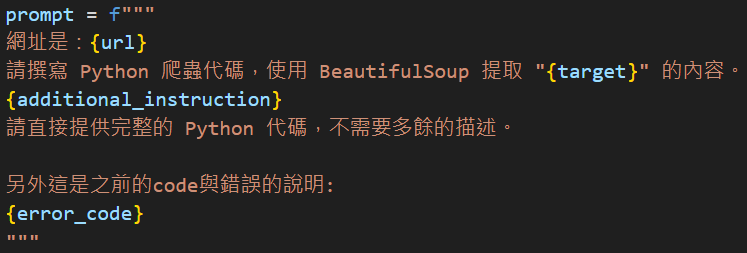 prompt = f"""
網址是：{url}
請撰寫 Python 爬蟲代碼，使用 BeautifulSoup 提取 "{target}" 的內容。
{additional_instruction}
請直接提供完整的 Python 代碼，不需要多餘的描述。
另外這是之前的code與錯誤的說明:
{error_code}
"""